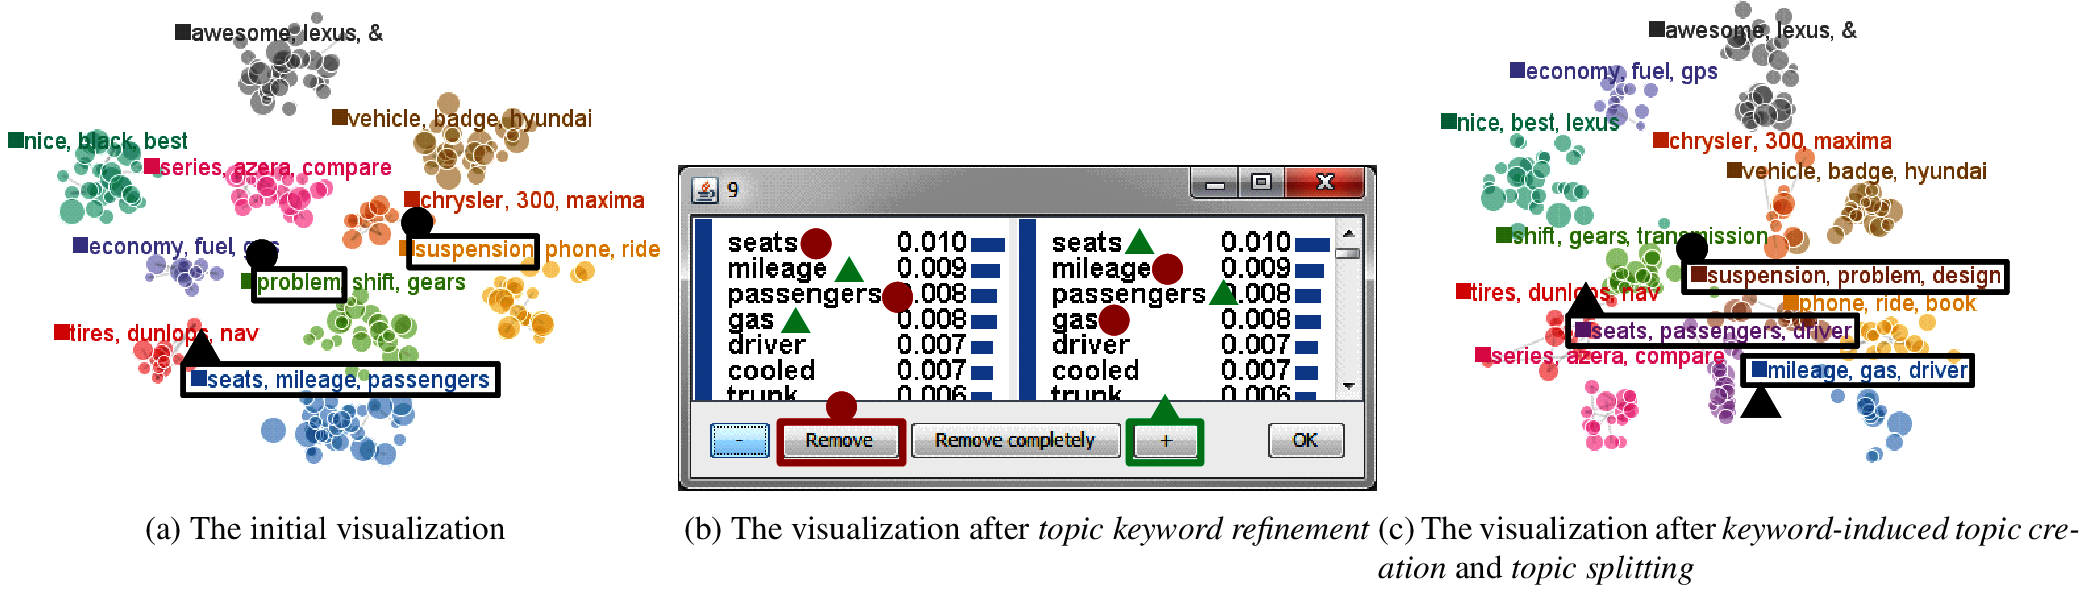 awesome, lexus, &
vehicle, badge, hyundai
nice, black, best
series, azera, compare
chrysler, 300, maxima
economy, fuel, gps
suspension, phone, ride
problem, shift, gears
tires, dunlops, nav
seats, mileage, passengers
(a) The initial visualization
9
seats 0.010
mileage 0.009
passengers 0.008
gas 0.008
driver 0.007
cooled 0.007
trunk 0.006
seats 0.010
mileage 0.009
passengers 0.008
gas 0.008
driver 0.007
cooled 0.007
trunk 0.006
- Remove Remove completely + OK
(b) The visualization after topic keyword refinement
awesome, lexus, &
economy, fuel, gps
nice, best, lexus
chrysler, 300, maxima
vehicle, badge, hyundai
shift, gears, transmission
suspension, problem, design
tires, dunlops, nav
phone, ride, book
seats, passengers, driver
series, azera, compare
mileage, gas, driver
(c) The visualization after keyword-induced topic cre-
ation and topic splitting